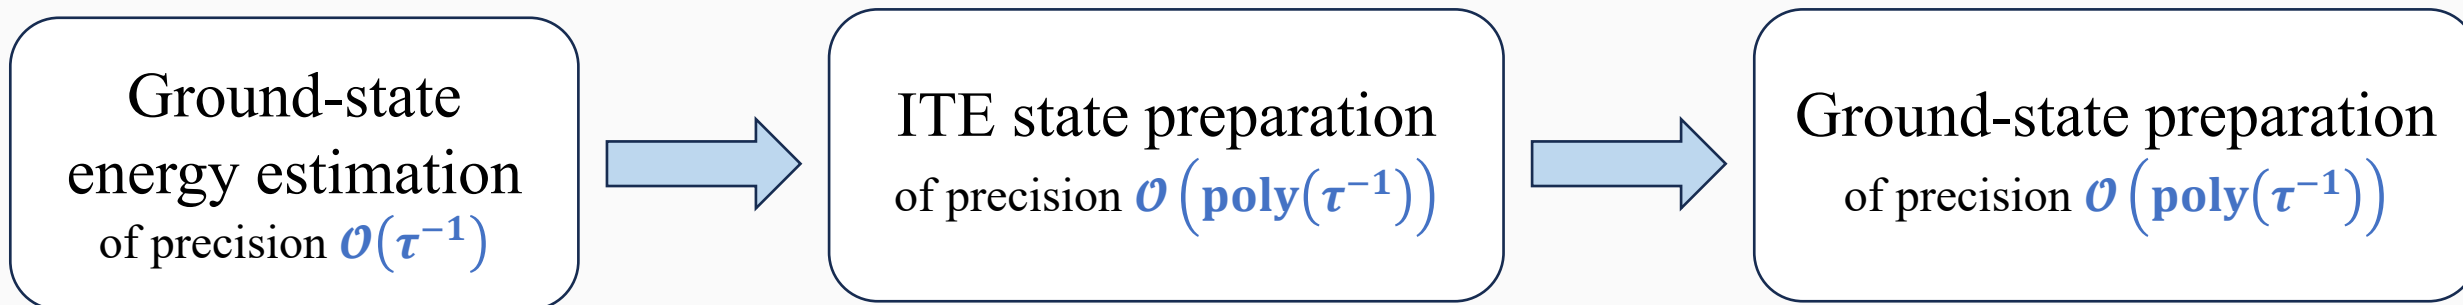 Ground-state
energy estimation
of precision 𝓞(τ⁻¹)
ITE state preparation
of precision 𝓞(poly(τ⁻¹))
Ground-state preparation
of precision 𝓞(poly(τ⁻¹))